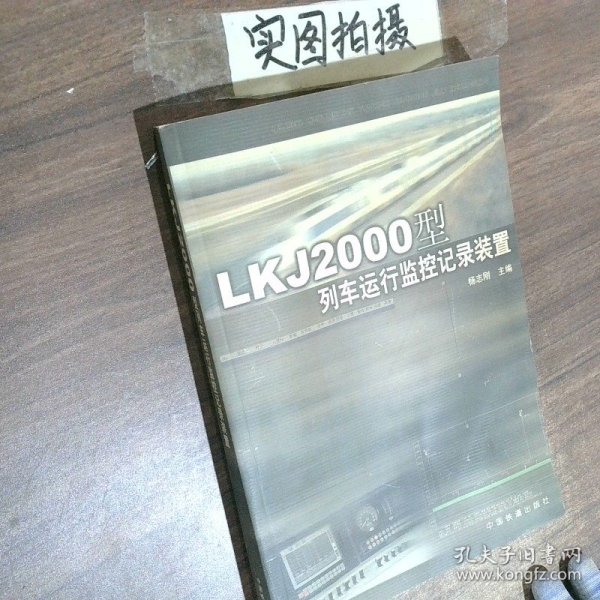 实图拍摄
LKJ2000型
列车运行监控记录装置
杨志刚 主编
中国铁道出版社
孔夫子旧书网
www.kongfz.com